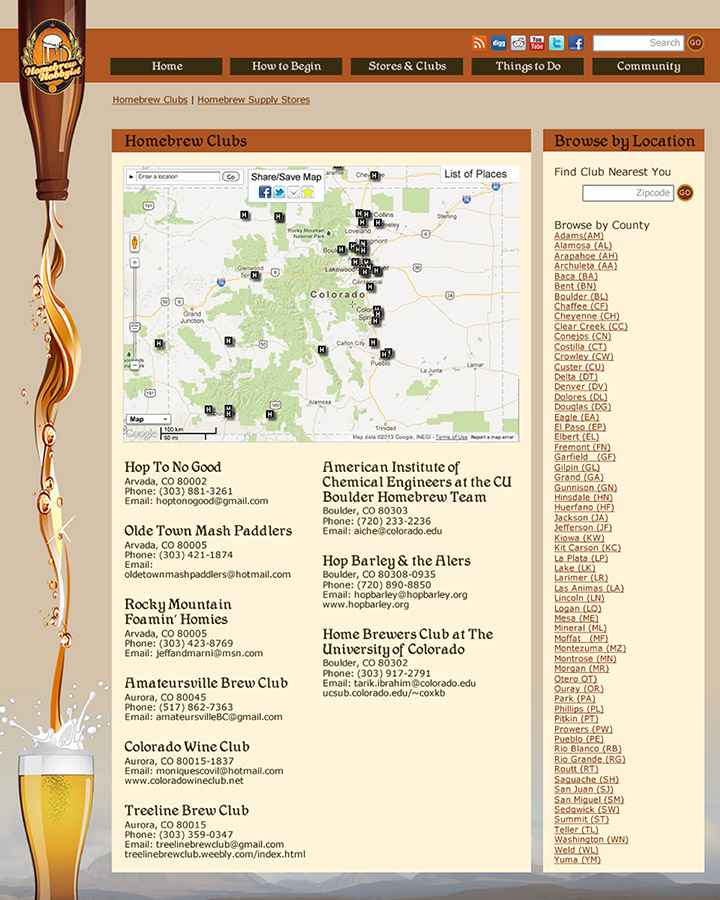 Homebrew
Hobbyist
digg
You
Tube
Search
GO
Home
How to Begin
Stores & Clubs
Things to Do
Community
Homebrew Clubs | Homebrew Supply Stores
Homebrew Clubs
Enter a location
Go
Share/Save Map
List of Places
Sterling
Collins
Greeley
Loveland
Rocky Mountain
National Park
Longmont
Boulder
Lakewood
Centennial
Glenwood
Springs
Grand
Junction
Colorado
Colorado
Springs
Cañon City
Pueblo
La Junta
Lamar
Alamosa
Trinidad
Map
100 km
50 mi
Google
Map data ©2013 Google, INEGI - Terms of Use Report a map error
Hop To No Good
Arvada, CO 80002
Phone: (303) 881-3261
Email: hoptonogood@gmail.com
Olde Town Mash Paddlers
Arvada, CO 80005
Phone: (303) 421-1874
Email:
oldetownmashpaddlers@hotmail.com
Rocky Mountain
Foamin' Homies
Arvada, CO 80005
Phone: (303) 423-8769
Email: jeffandmarni@msn.com
Amateursville Brew Club
Aurora, CO 80045
Phone: (517) 862-7363
Email: amateursvilleBC@gmail.com
Colorado Wine Club
Aurora, CO 80015-1837
Email: moniquescovil@hotmail.com
www.coloradowineclub.net
Treeline Brew Club
Aurora, CO 80015
Phone: (303) 359-0347
Email: treelinebrewclub@gmail.com
treelinebrewclub.weebly.com/index.html
American Institute of
Chemical Engineers at the CU
Boulder Homebrew Team
Boulder, CO 80303
Phone: (720) 233-2236
Email: aiche@colorado.edu
Hop Barley & the Alers
Boulder, CO 80308-0935
Phone: (720) 890-8850
Email: hopbarley@hopbarley.org
www.hopbarley.org
Home Brewers Club at The
University of Colorado
Boulder, CO 80302
Phone: (303) 917-2791
Email: tarik.ibrahim@colorado.edu
ucsub.colorado.edu/~coxkb
Browse by Location
Find Club Nearest You
Zipcode
GO
Browse by County
Adams(AM)
Alamosa (AL)
Arapahoe (AH)
Archuleta (AA)
Baca (BA)
Bent (BN)
Boulder (BL)
Chaffee (CF)
Cheyenne (CH)
Clear Creek (CC)
Conejos (CN)
Costilla (CT)
Crowley (CW)
Custer (CU)
Delta (DT)
Denver (DV)
Dolores (DL)
Douglas (DG)
Eagle (EA)
El Paso (EP)
Elbert (EL)
Fremont (FN)
Garfield (GF)
Gilpin (GL)
Grand (GA)
Gunnison (GN)
Hinsdale (HN)
Huerfano (HF)
Jackson (JA)
Jefferson (JF)
Kiowa (KW)
Kit Carson (KC)
La Plata (LP)
Lake (LK)
Larimer (LR)
Las Animas (LA)
Lincoln (LN)
Logan (LO)
Mesa (ME)
Mineral (ML)
Moffat (MF)
Montezuma (MZ)
Montrose (MN)
Morgan (MR)
Otero OT)
Ouray (OR)
Park (PA)
Phillips (PL)
Pitkin (PT)
Prowers (PW)
Pueblo (PE)
Rio Blanco (RB)
Rio Grande (RG)
Routt (RT)
Saguache (SH)
San Juan (SJ)
San Miguel (SM)
Sedgwick (SW)
Summit (ST)
Teller (TL)
Washington (WN)
Weld (WL)
Yuma (YM)